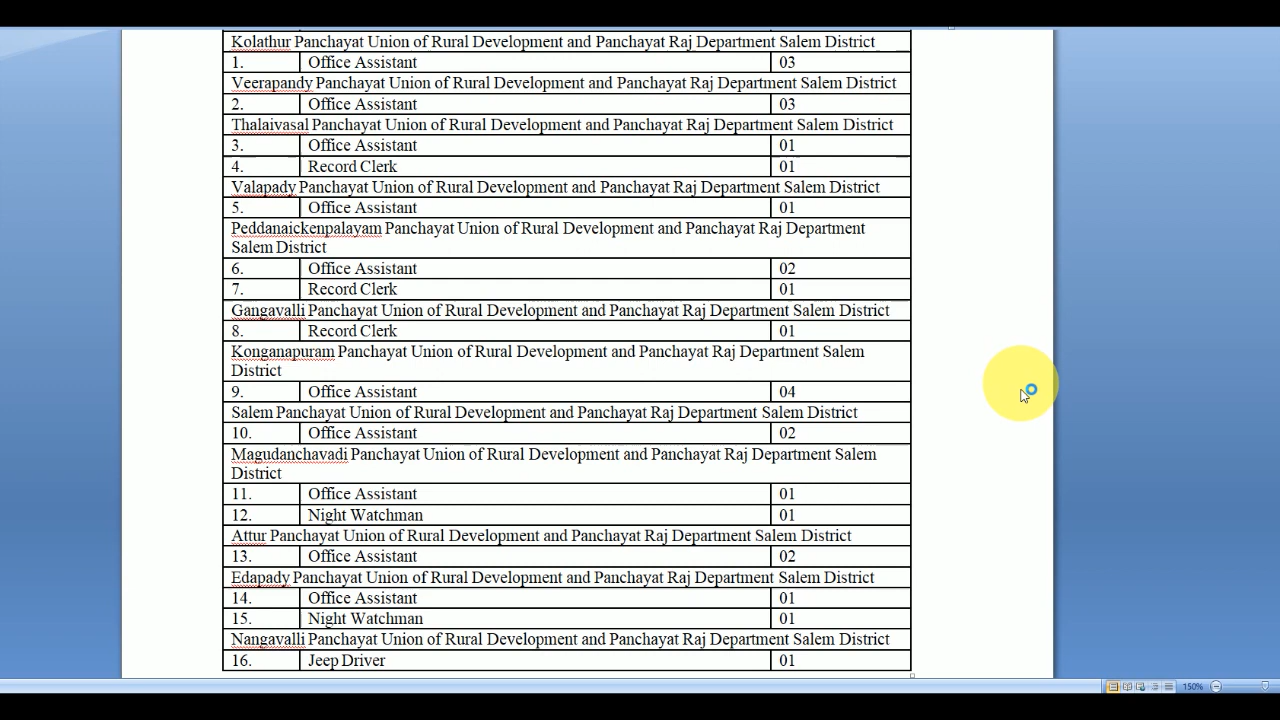 Kolathur Panchayat Union of Rural Development and Panchayat Raj Department Salem District
1. Office Assistant 03
Veerapandy Panchayat Union of Rural Development and Panchayat Raj Department Salem District
2. Office Assistant 03
Thalaivasal Panchayat Union of Rural Development and Panchayat Raj Department Salem District
3. Office Assistant 01
4. Record Clerk 01
Valapady Panchayat Union of Rural Development and Panchayat Raj Department Salem District
5. Office Assistant 01
Peddanaickenpalayam Panchayat Union of Rural Development and Panchayat Raj Department
Salem District
6. Office Assistant 02
7. Record Clerk 01
Gangavalli Panchayat Union of Rural Development and Panchayat Raj Department Salem District
8. Record Clerk 01
Konganapuram Panchayat Union of Rural Development and Panchayat Raj Department Salem
District
9. Office Assistant 04
Salem Panchayat Union of Rural Development and Panchayat Raj Department Salem District
10. Office Assistant 02
Magudanchavadi Panchayat Union of Rural Development and Panchayat Raj Department Salem
District
11. Office Assistant 01
12. Night Watchman 01
Attur Panchayat Union of Rural Development and Panchayat Raj Department Salem District
13. Office Assistant 02
Edapady Panchayat Union of Rural Development and Panchayat Raj Department Salem District
14. Office Assistant 01
15. Night Watchman 01
Nangavalli Panchayat Union of Rural Development and Panchayat Raj Department Salem District
16. Jeep Driver 01
150%